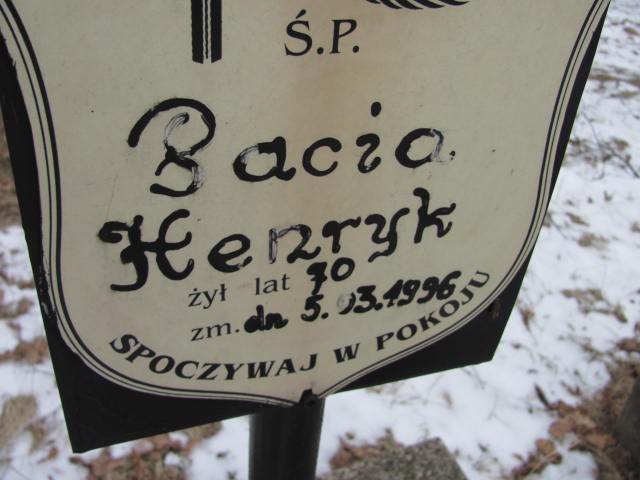 Ś.P.
Bacia
Henryk
żył lat 70
zm. dn 5.03.1996
SPOCZYWAJ W POKOJU